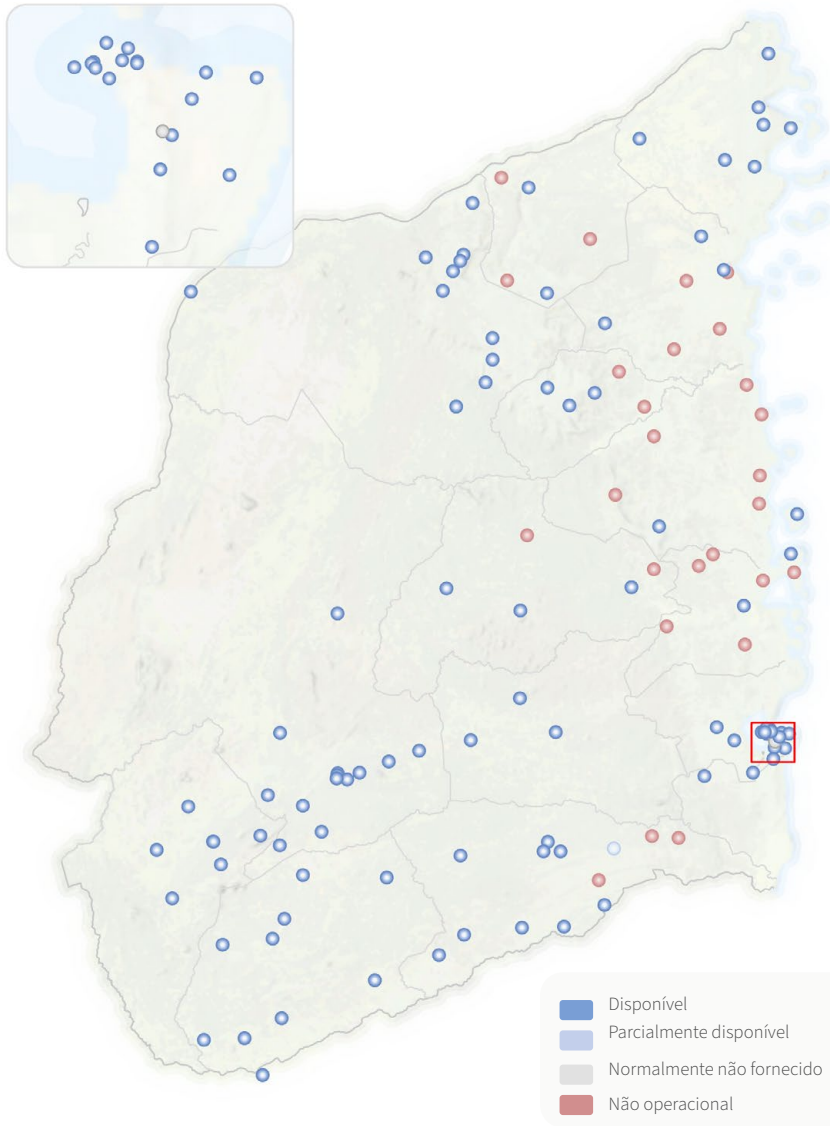 Disponível
Parcialmente disponível
Normalmente não fornecido
Não operacional